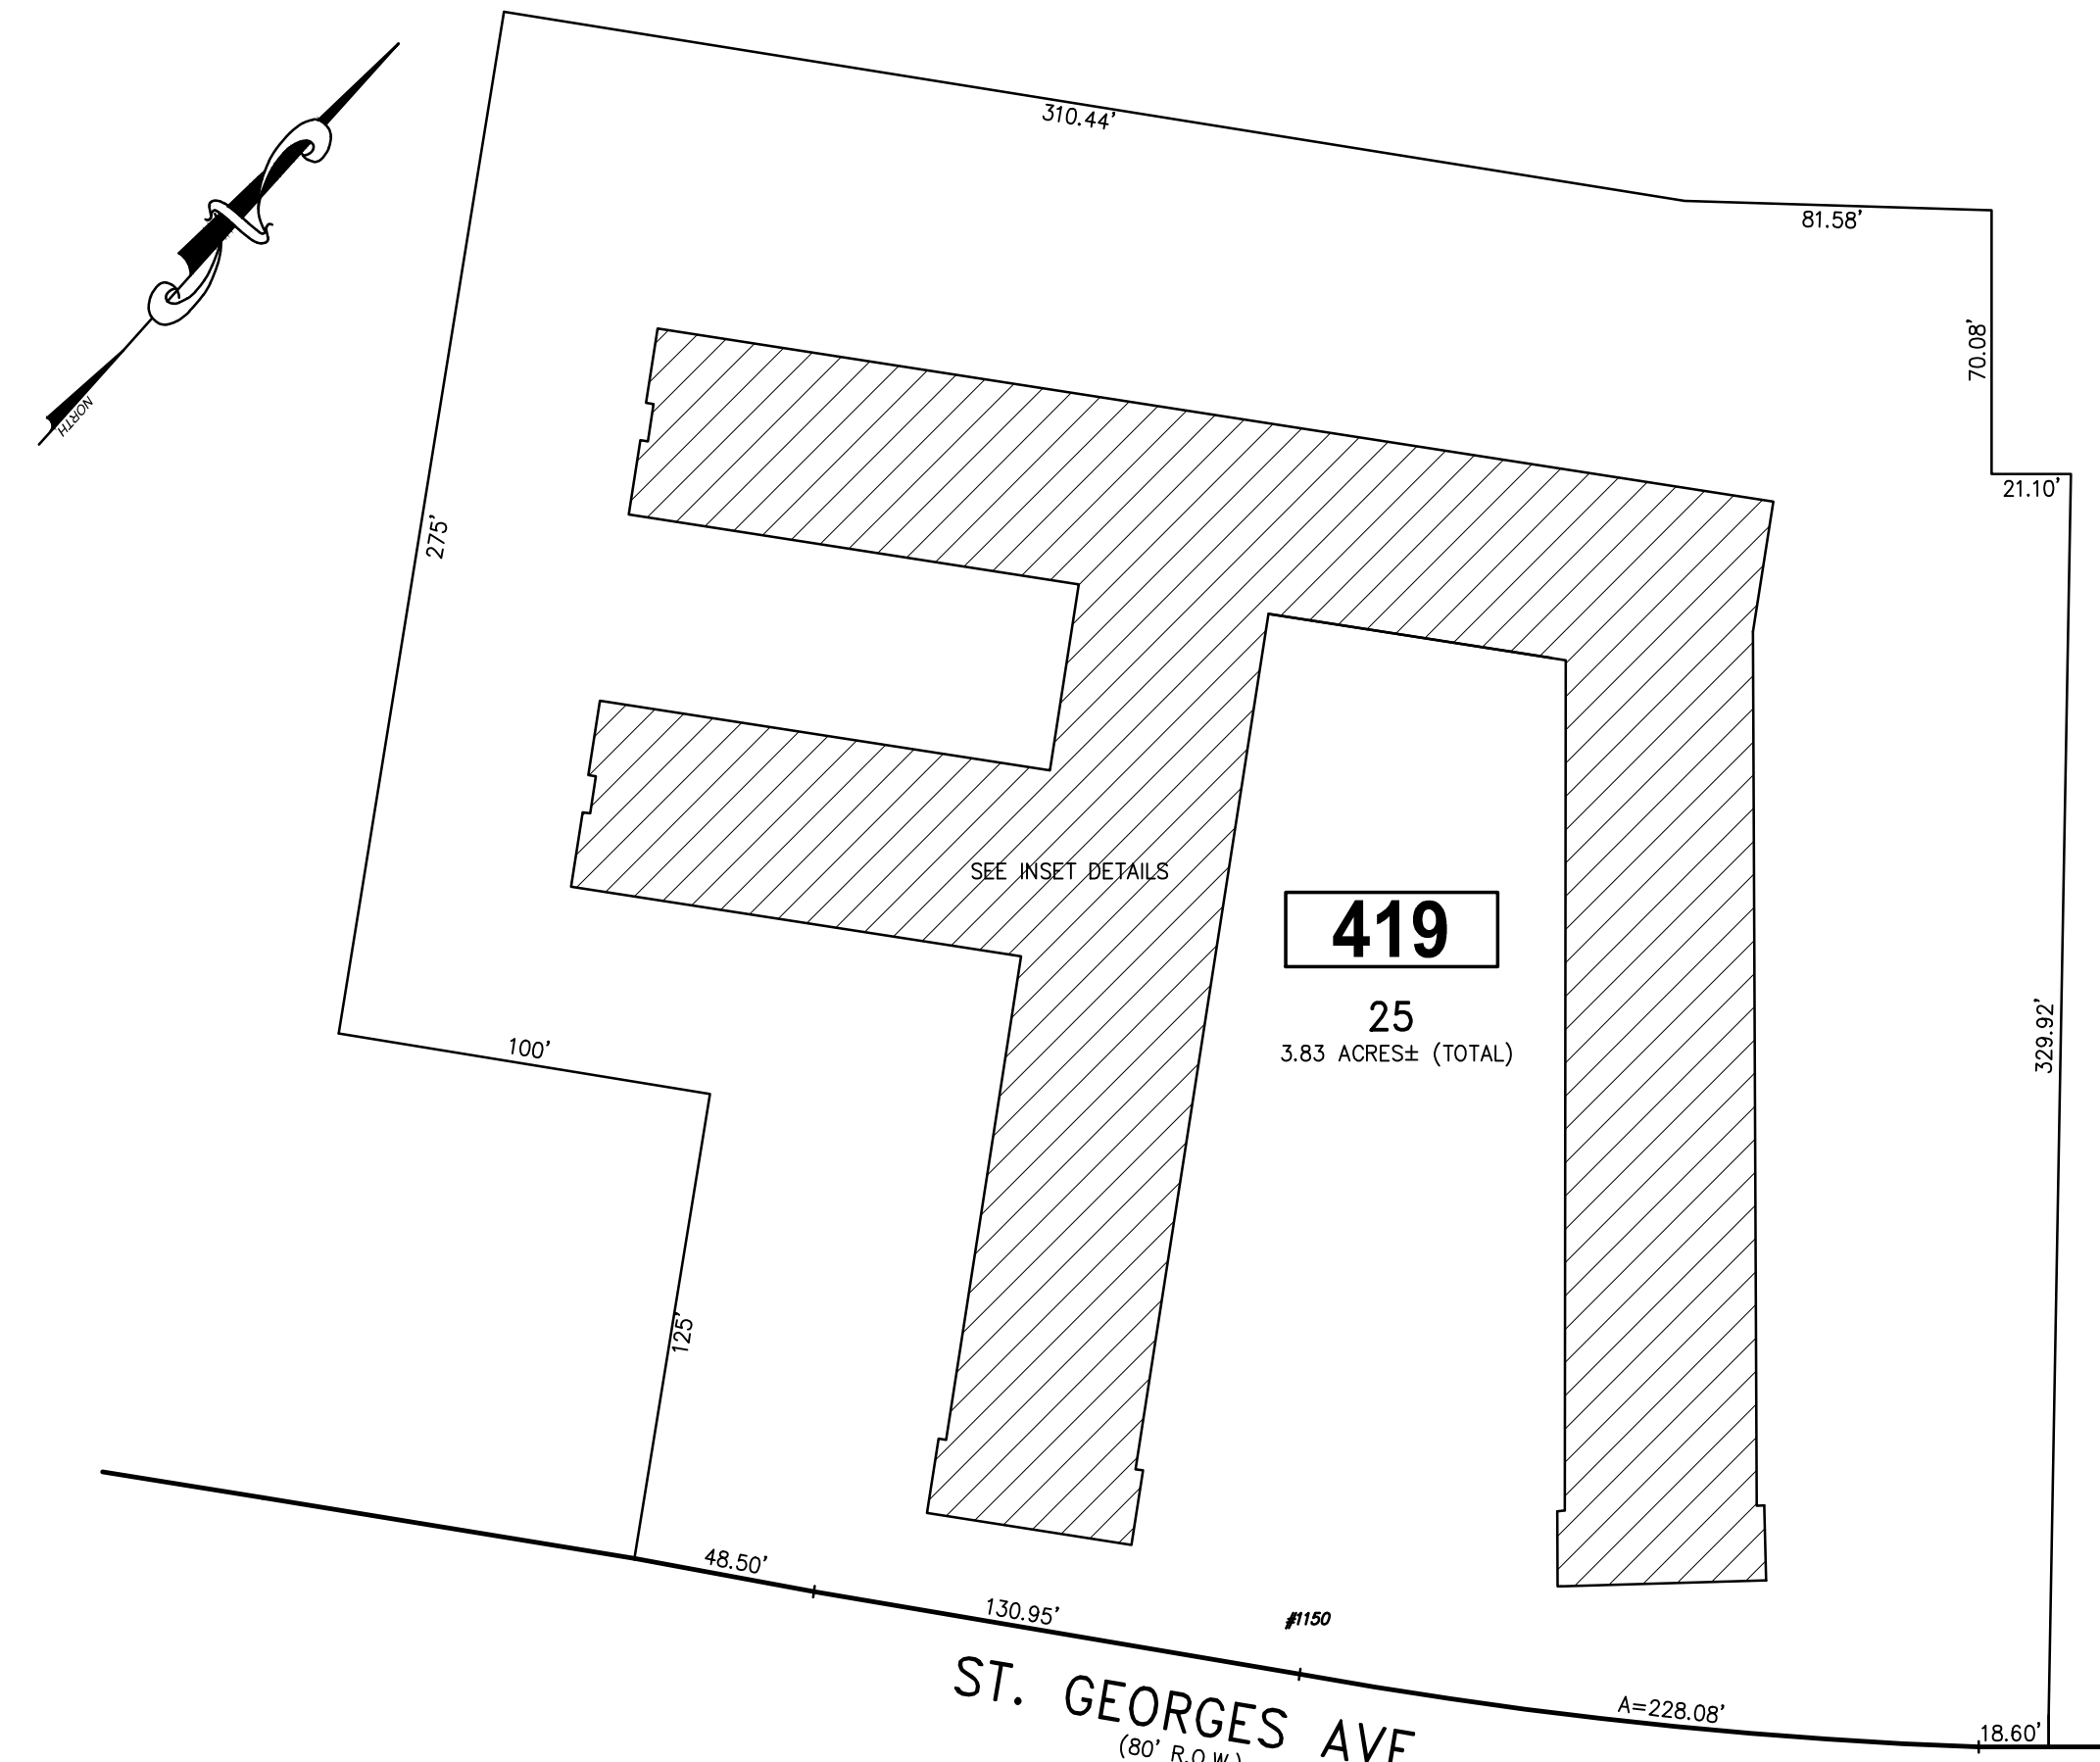 310.44'
81.58'
70.08'
NORTH
21.10'
275'
SEE INSET DETAILS
419
25
3.83 ACRES± (TOTAL)
329.92'
100'
125'
48.50'
130.95'
#1150
A=228.08'
18.60'
ST. GEORGES AVE
(80' R.O.W.)